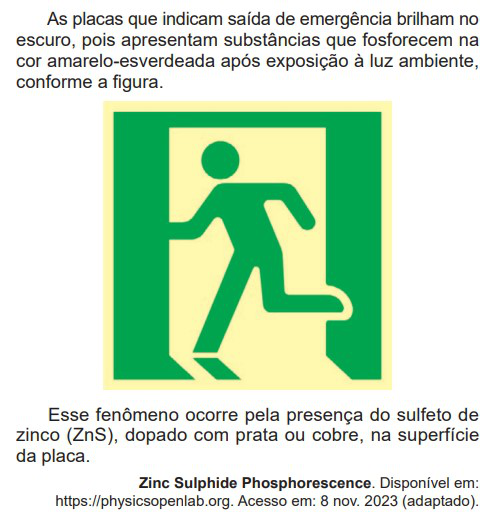 As placas que indicam saída de emergência brilham no
escuro, pois apresentam substâncias que fosforecem na
cor amarelo-esverdeada após exposição à luz ambiente,
conforme a figura.
Esse fenômeno ocorre pela presença do sulfeto de
zinco (ZnS), dopado com prata ou cobre, na superfície
da placa.
Zinc Sulphide Phosphorescence. Disponível em:
https://physicsopenlab.org. Acesso em: 8 nov. 2023 (adaptado).